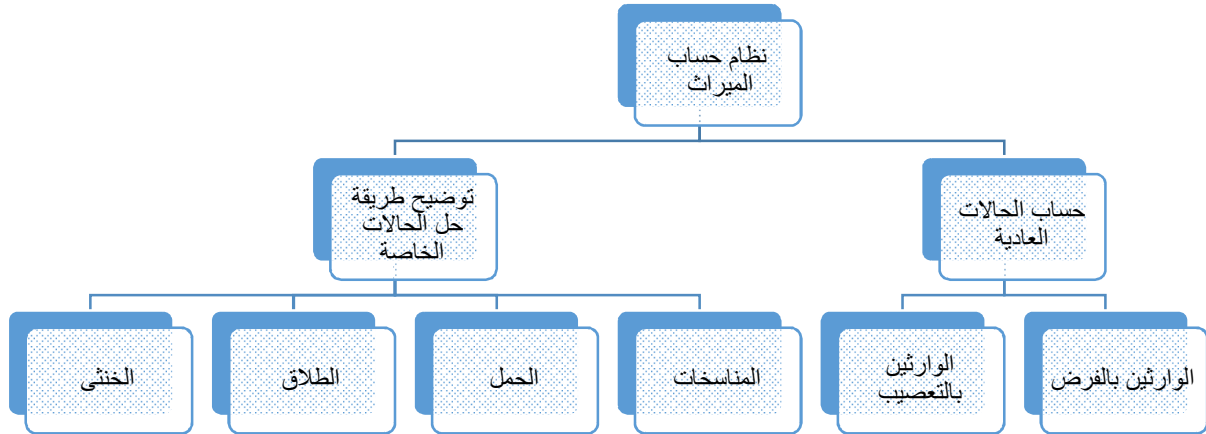 نظام حساب
الميراث
حساب الحالات
العادية
توضيح طريقة
حل الحالات
الخاصة
الوارثين بالفرض
الوارثين
بالتعصيب
المناسخات
الحمل
الطلاق
الخنثى